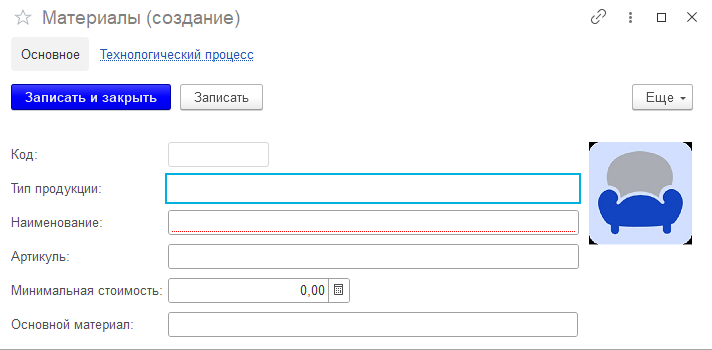 Материалы (создание)
Основное Технологический процесс
Записать и закрыть Записать Еще
Код:
Тип продукции:
Наименование:
Артикуль:
Минимальная стоимость: 0,00
Основной материал: